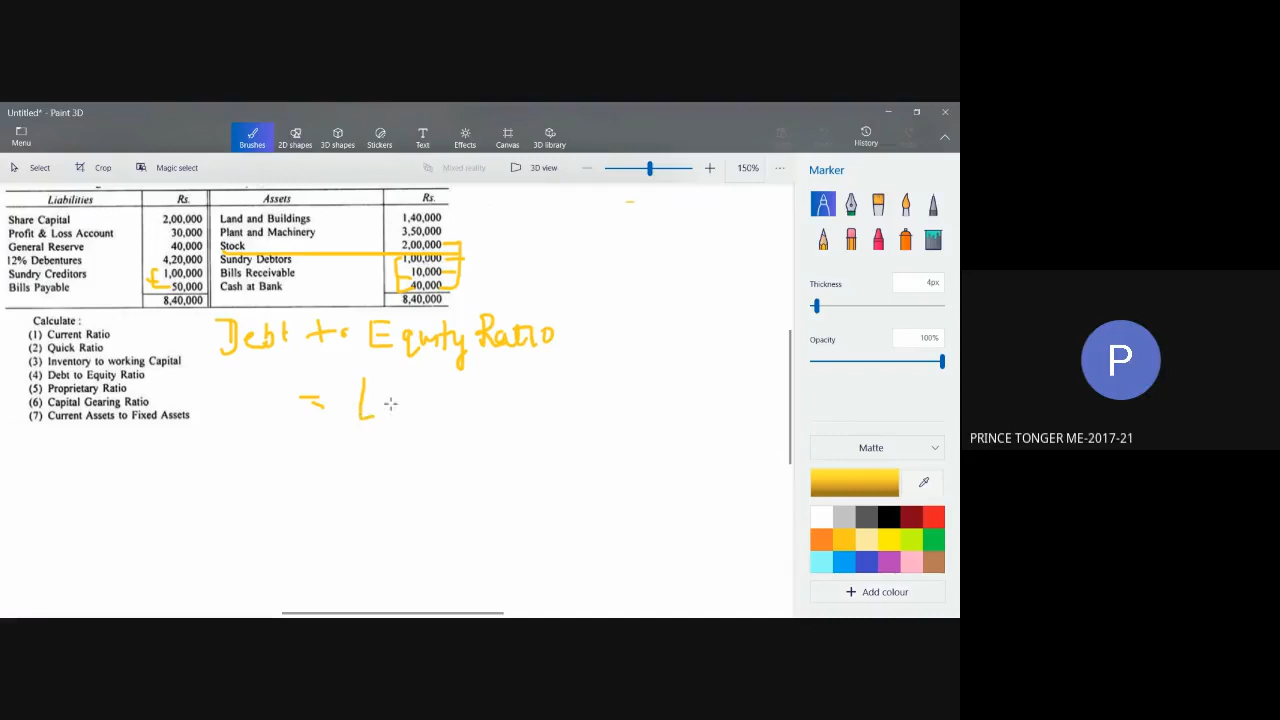 Untitled* - Paint 3D
Menu
Brushes
2D shapes
3D shapes
Stickers
Text
Effects
Canvas
3D library
History
Select
Crop
Magic select
Mixed reality
3D view
150%
Liabilities Rs. Assets Rs.
Share Capital 2,00,000 Land and Buildings 1,40,000
Profit & Loss Account 30,000 Plant and Machinery 3,50,000
General Reserve 40,000 Stock 2,00,000
12% Debentures 4,20,000 Sundry Debtors 1,00,000
Sundry Creditors 1,00,000 Bills Receivable 10,000
Bills Payable 50,000 Cash at Bank 40,000
8,40,000 8,40,000
Calculate :
(1) Current Ratio
(2) Quick Ratio
(3) Inventory to working Capital
(4) Debt to Equity Ratio
(5) Proprietary Ratio
(6) Capital Gearing Ratio
(7) Current Assets to Fixed Assets
Debt to Equity Ratio
= L
Marker
Thickness 4px
Opacity 100%
Matte
Add colour
P
PRINCE TONGER ME-2017-21